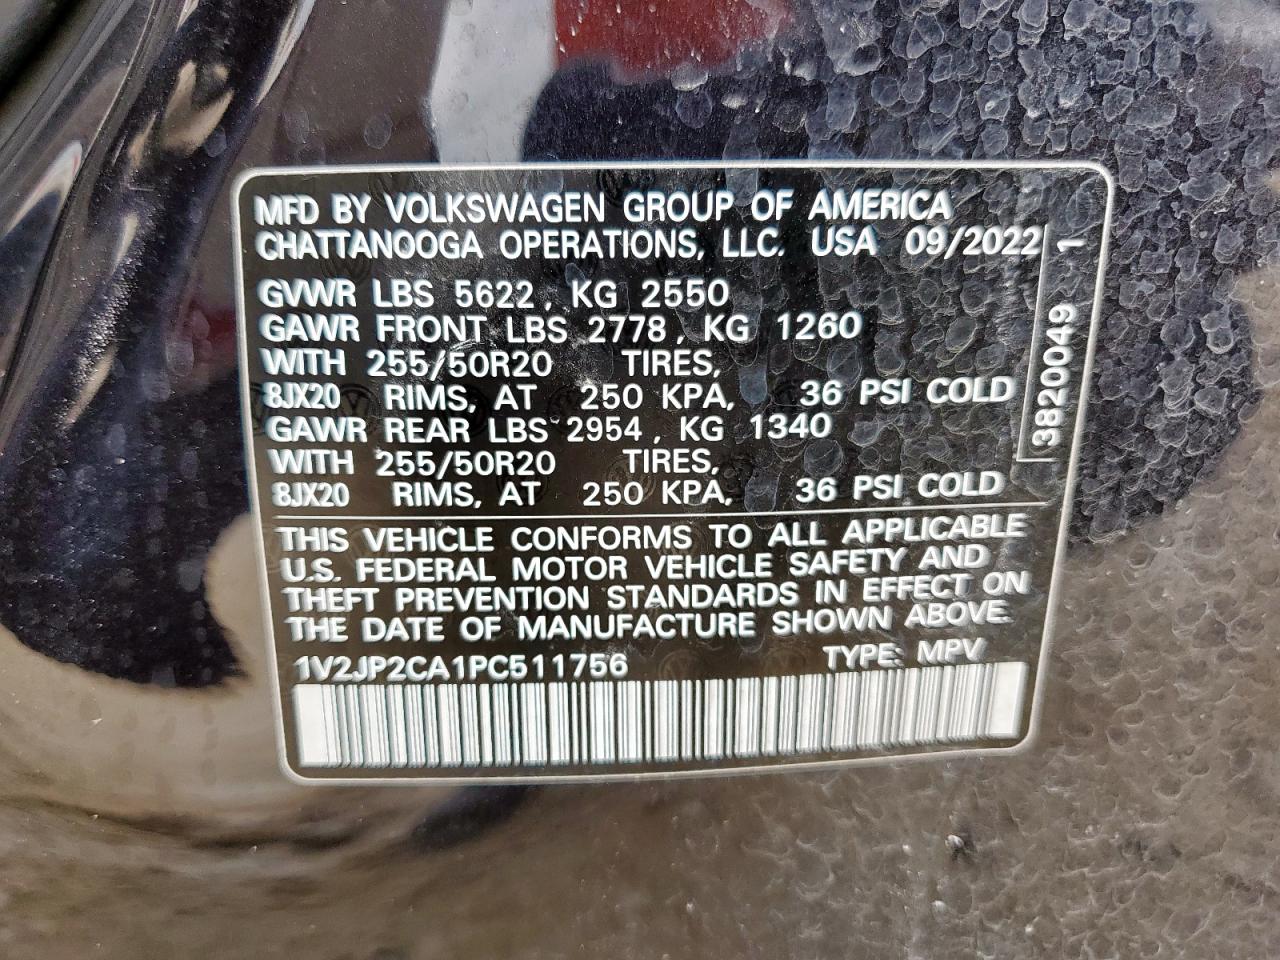 MFD BY VOLKSWAGEN GROUP OF AMERICA
CHATTANOOGA OPERATIONS, LLC. USA 09/2022
GVWR LBS 5622, KG 2550
GAWR FRONT LBS 2778, KG 1260
WITH 255/50R20 TIRES,
8JX20 RIMS, AT 250 KPA, 36 PSI COLD
GAWR REAR LBS 2954, KG 1340
WITH 255/50R20 TIRES,
8JX20 RIMS, AT 250 KPA, 36 PSI COLD
3820049 1
THIS VEHICLE CONFORMS TO ALL APPLICABLE
U.S. FEDERAL MOTOR VEHICLE SAFETY AND
THEFT PREVENTION STANDARDS IN EFFECT ON
THE DATE OF MANUFACTURE SHOWN ABOVE.
1V2JP2CA1PC511756 TYPE: MPV